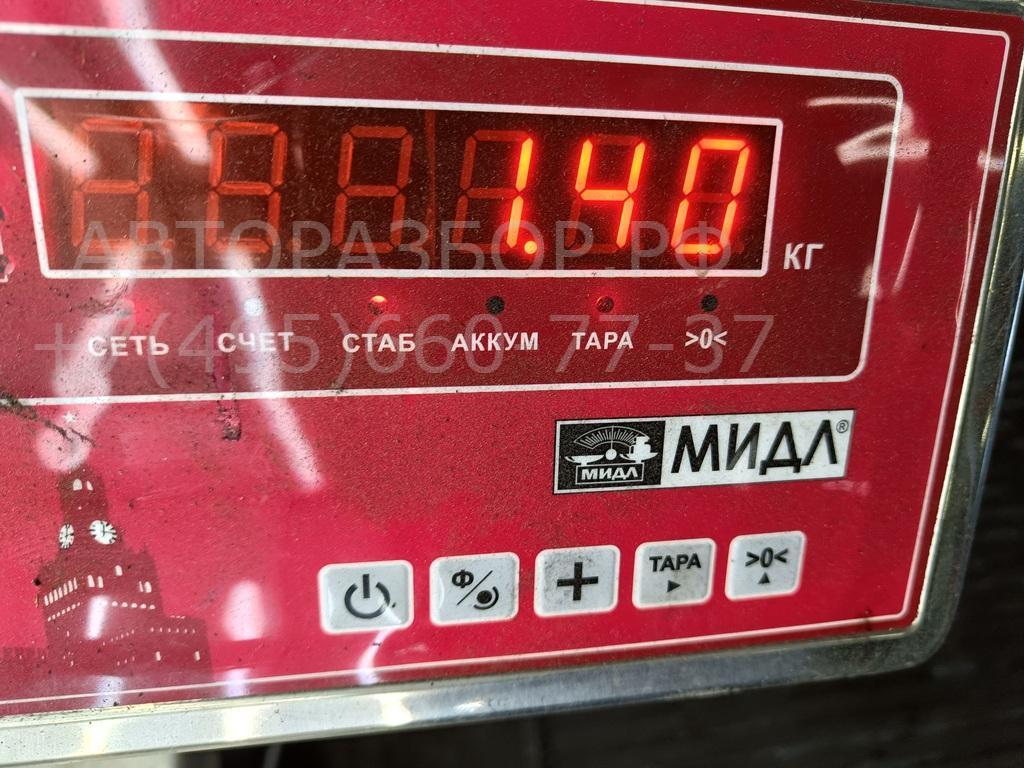 1.40
КГ
АВТОРАЗБОР.РФ
+7(495)660-77-37
СЕТЬ СЧЕТ СТАБ АККУМ ТАРА >0<
МИДЛ МИДЛ®
Ф/ + ТАРА >0<